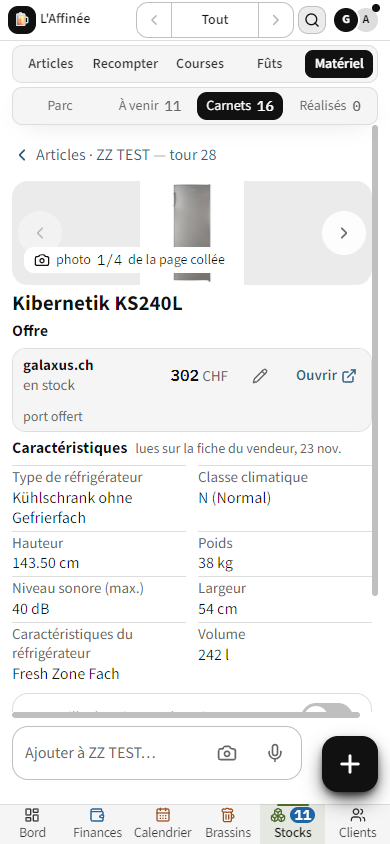 L'Affinée
Tout
G
A
Articles
Recompter
Courses
Fûts
Matériel
Parc
À venir 11
Carnets 16
Réalisés 0
Articles · ZZ TEST — tour 28
photo 1/4 de la page collée
Kibernetik KS240L
Offre
galaxus.ch
en stock
302 CHF
Ouvrir
port offert
Caractéristiques lues sur la fiche du vendeur, 23 nov.
Type de réfrigérateur
Kühlschrank ohne
Gefrierfach
Classe climatique
N (Normal)
Hauteur
143.50 cm
Poids
38 kg
Niveau sonore (max.)
40 dB
Largeur
54 cm
Caractéristiques du
réfrigérateur
Fresh Zone Fach
Volume
242 l
Ajouter à ZZ TEST…
Bord
Finances
Calendrier
Brassins
11
Stocks
Clients